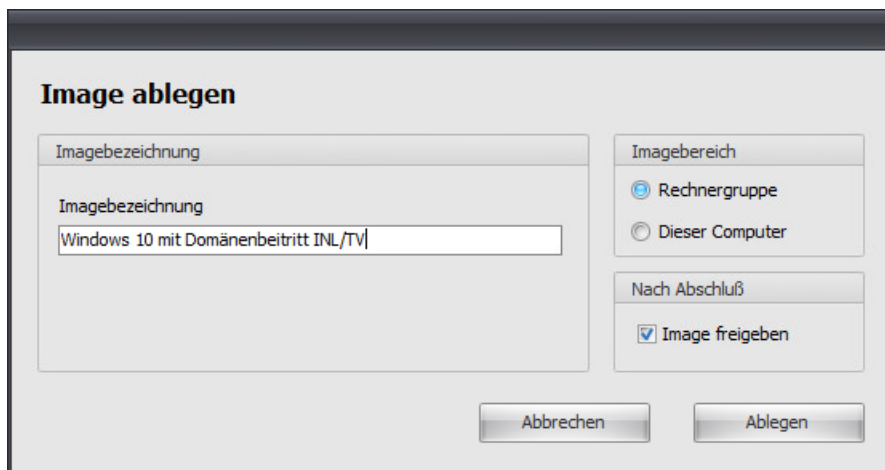 Image ablegen
Imagebezeichnung
Imagebezeichnung
Windows 10 mit Domänenbeitritt INL/TV
Imagebereich
Rechnergruppe
Dieser Computer
Nach Abschluß
Image freigeben
Abbrechen
Ablegen